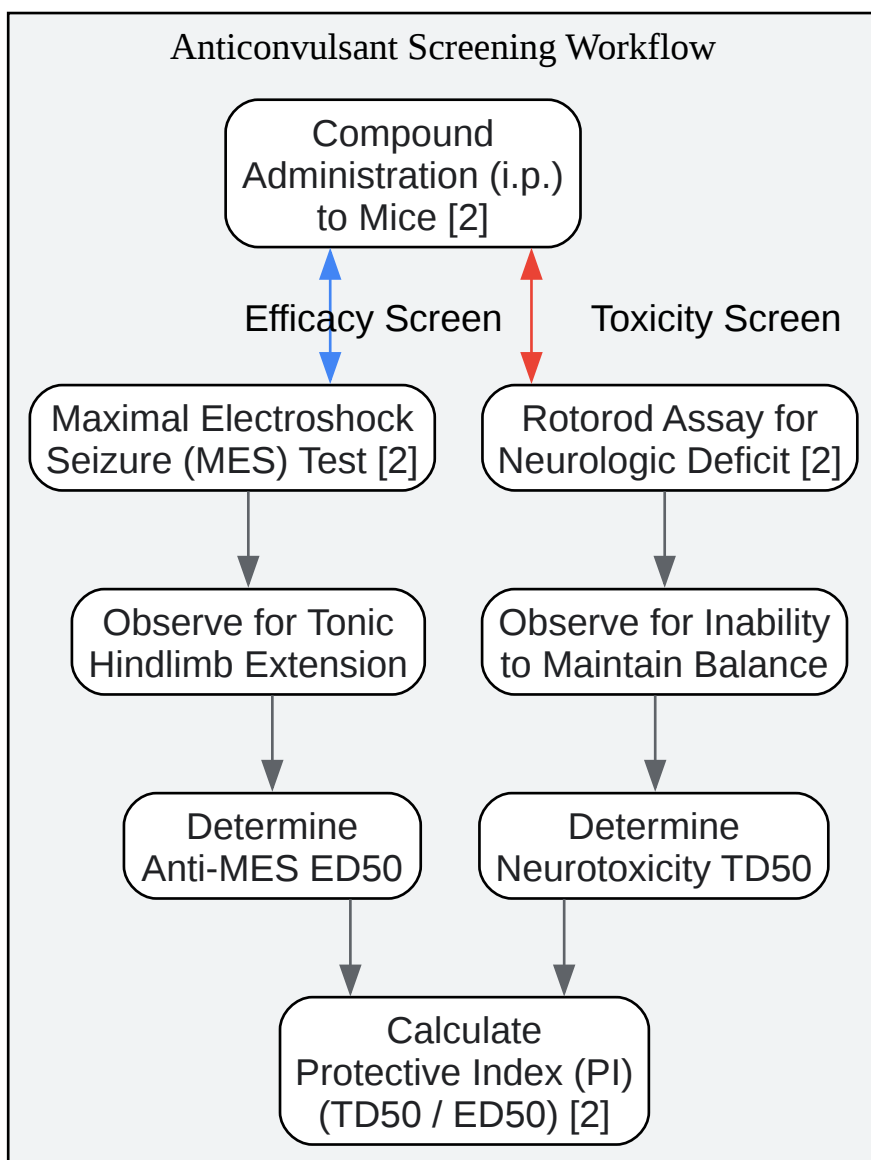 Anticonvulsant Screening Workflow
Compound
Administration (i.p.)
to Mice [2]
Efficacy Screen
Toxicity Screen
Maximal Electroshock
Seizure (MES) Test [2]
Rotorod Assay for
Neurologic Deficit [2]
Observe for Tonic
Hindlimb Extension
Observe for Inability
to Maintain Balance
Determine
Anti-MES ED50
Determine
Neurotoxicity TD50
Calculate
Protective Index (PI)
(TD50 / ED50) [2]